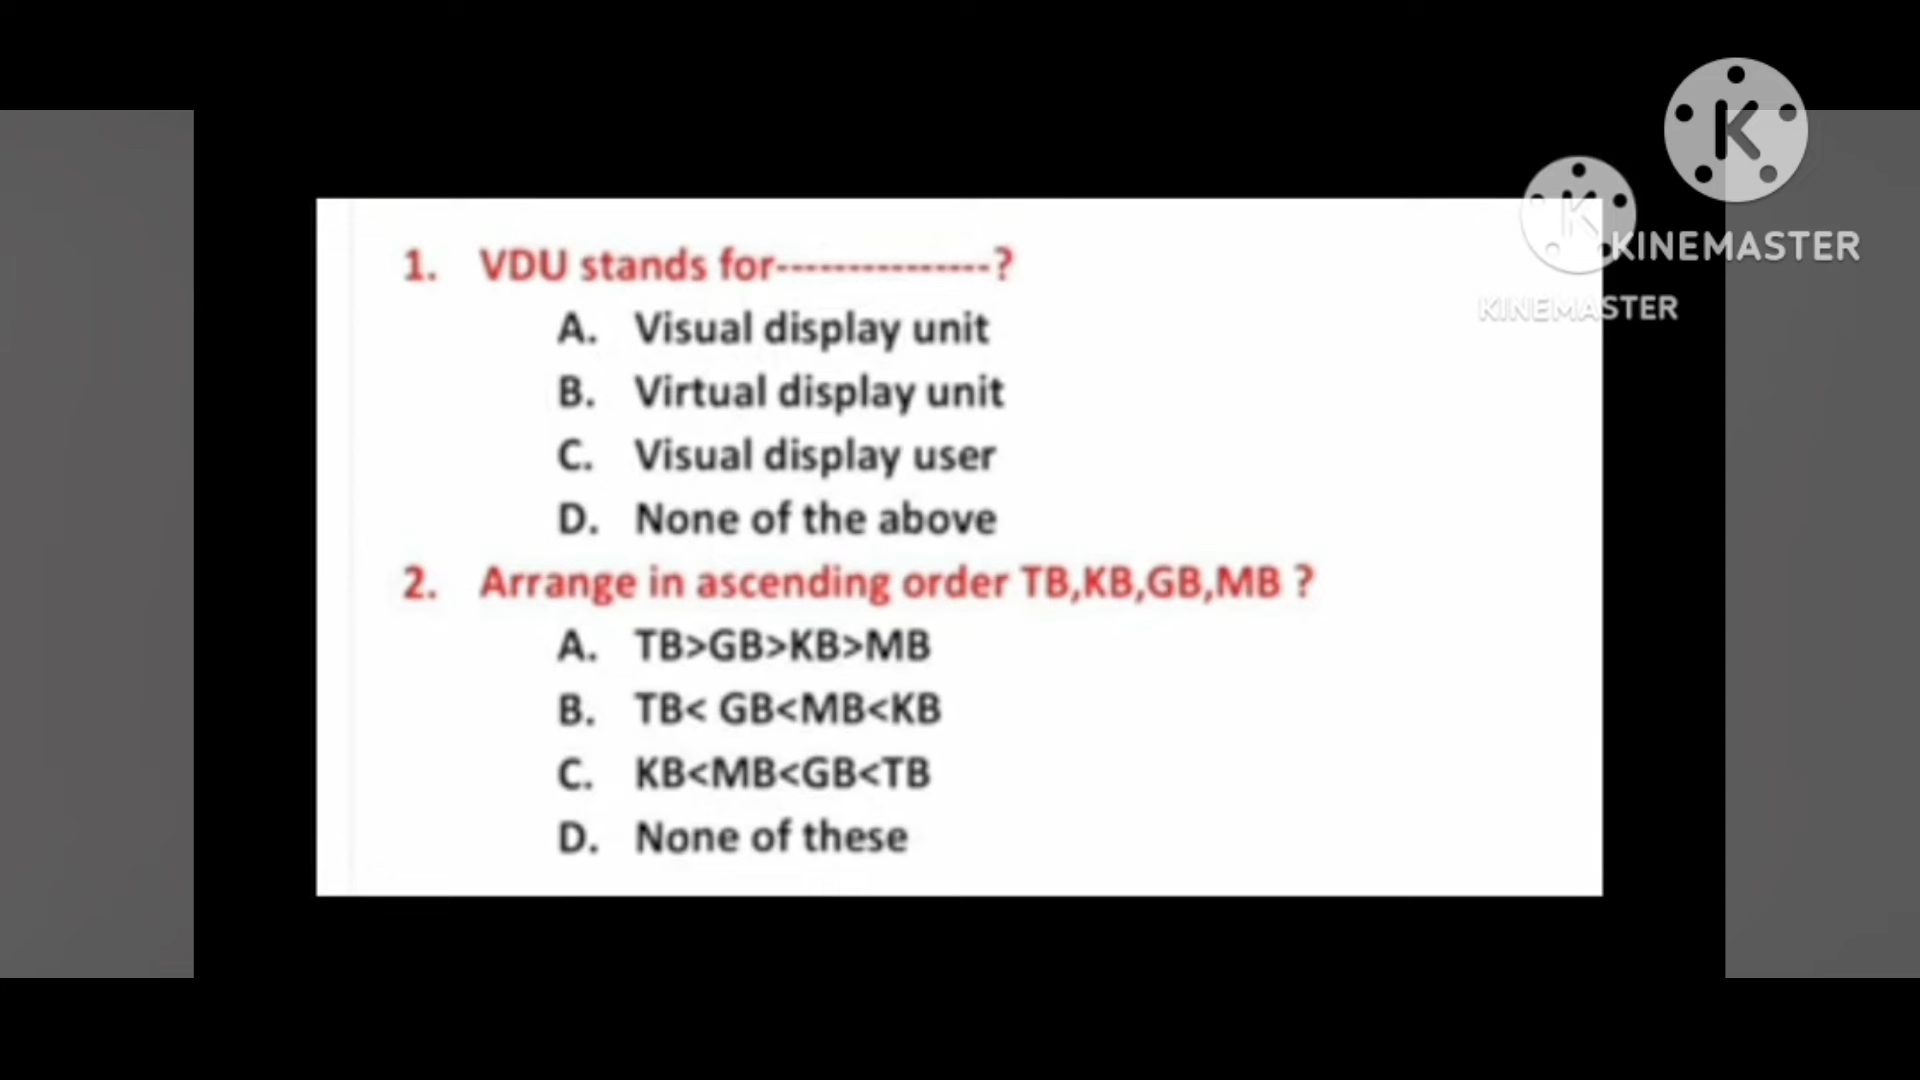 KINEMASTER
KINEMASTER
1. VDU stands for---------------?
A. Visual display unit
B. Virtual display unit
C. Visual display user
D. None of the above
2. Arrange in ascending order TB,KB,GB,MB ?
A. TB>GB>KB>MB
B. TB< GB<MB<KB
C. KB<MB<GB<TB
D. None of these